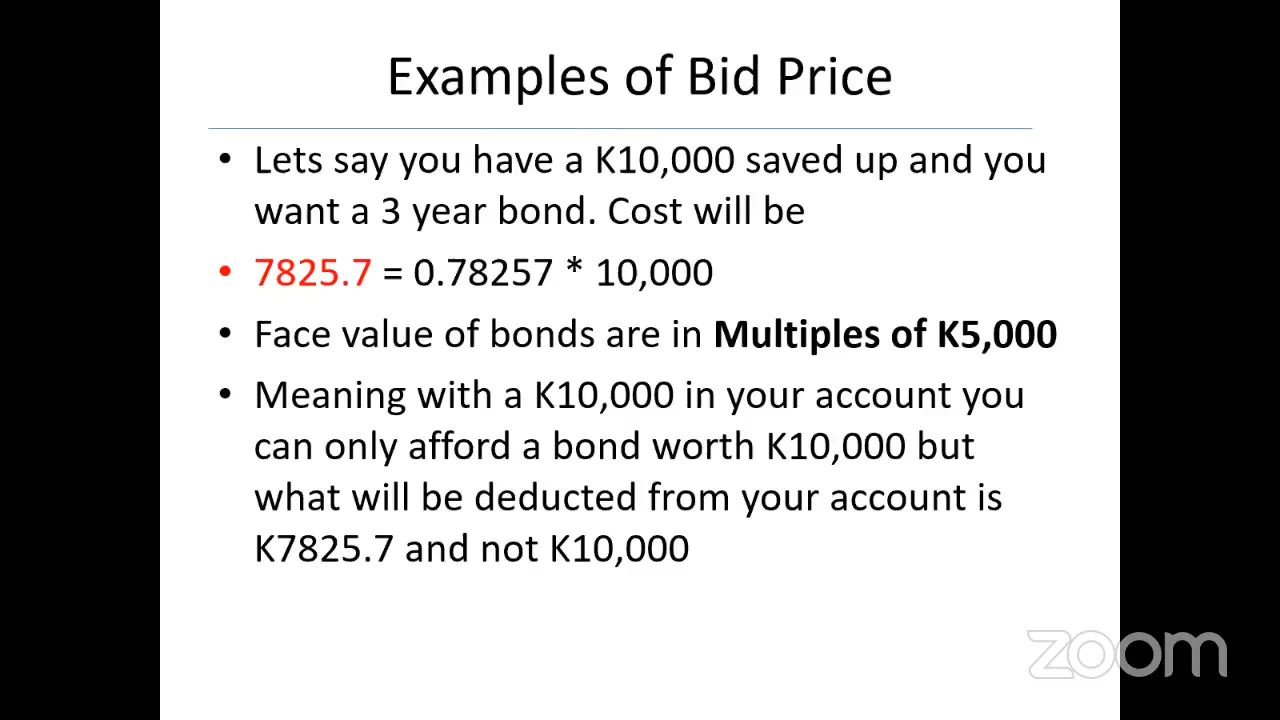 Examples of Bid Price
• Lets say you have a K10,000 saved up and you
want a 3 year bond. Cost will be
• 7825.7 = 0.78257 * 10,000
• Face value of bonds are in Multiples of K5,000
• Meaning with a K10,000 in your account you
can only afford a bond worth K10,000 but
what will be deducted from your account is
K7825.7 and not K10,000
zoom